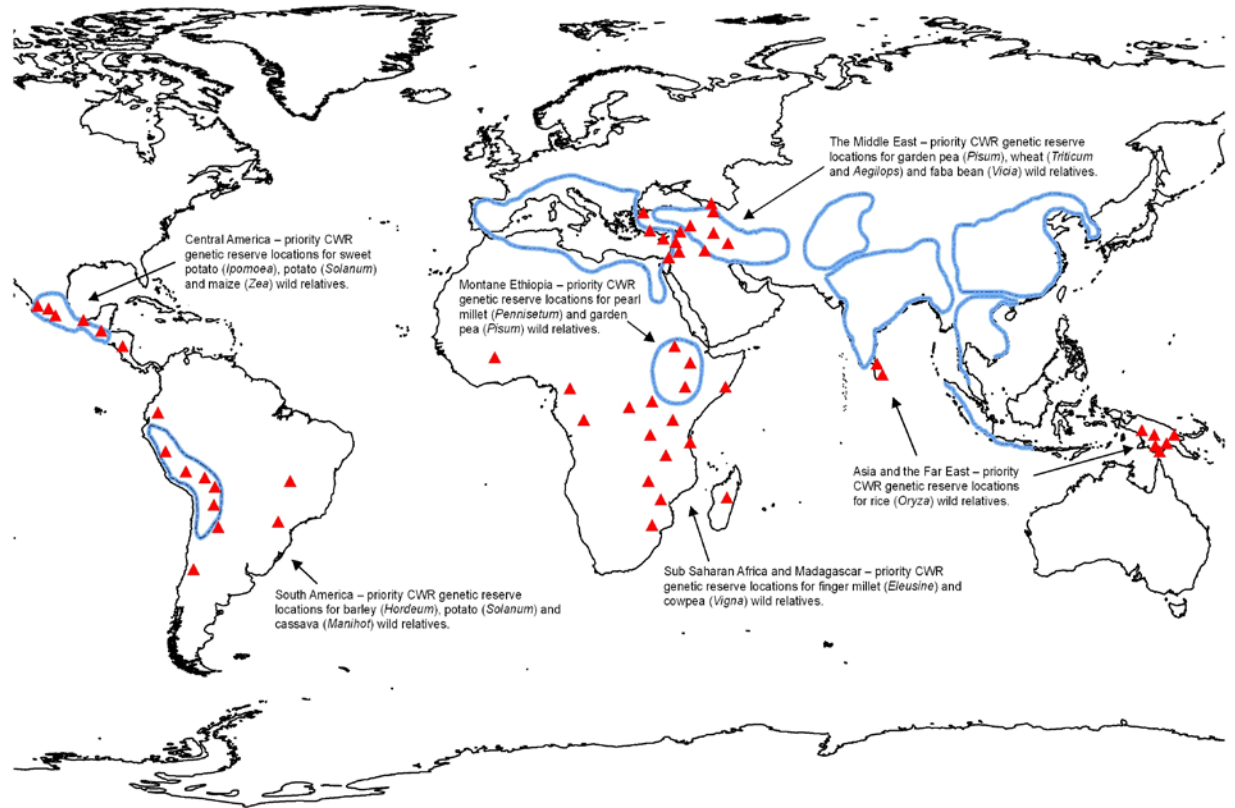 The Middle East – priority CWR genetic reserve
locations for garden pea (Pisum), wheat (Triticum
and Aegilops) and faba bean (Vicia) wild relatives.
Central America – priority CWR
genetic reserve locations for sweet
potato (Ipomoea), potato (Solanum)
and maize (Zea) wild relatives.
Montane Ethiopia – priority CWR
genetic reserve locations for pearl
millet (Pennisetum) and garden
pea (Pisum) wild relatives.
Asia and the Far East – priority
CWR genetic reserve locations
for rice (Oryza) wild relatives.
Sub Saharan Africa and Madagascar – priority CWR
genetic reserve locations for finger millet (Eleusine) and
cowpea (Vigna) wild relatives.
South America – priority CWR genetic reserve
locations for barley (Hordeum), potato (Solanum) and
cassava (Manihot) wild relatives.